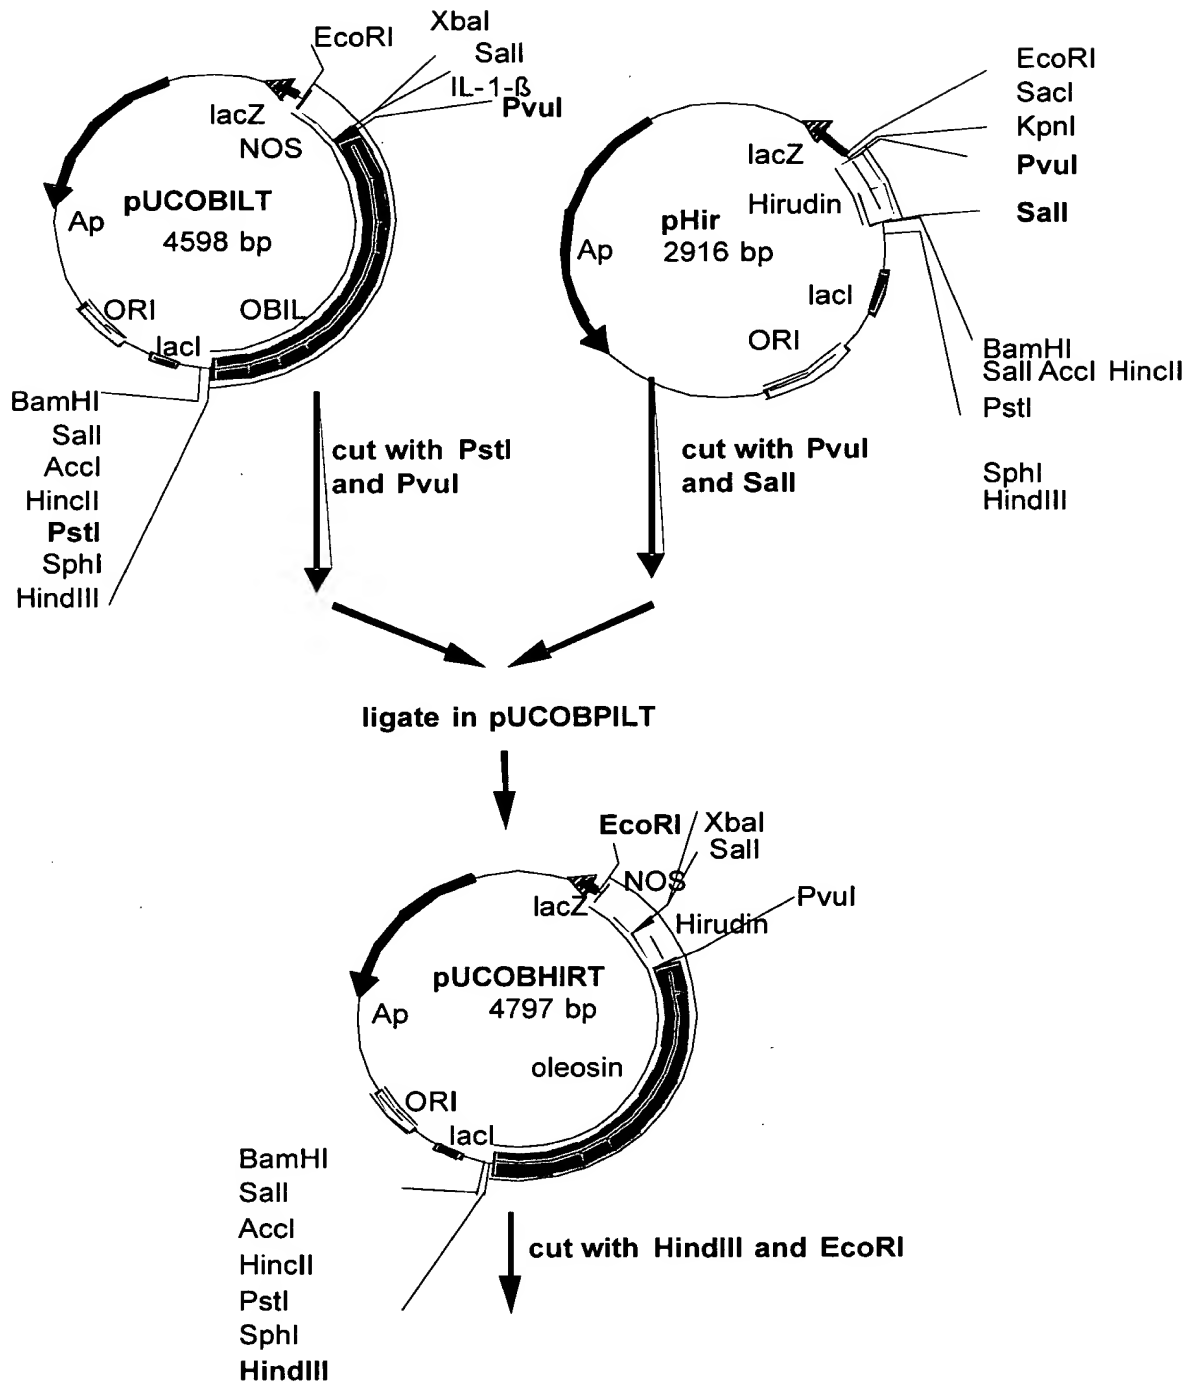 XbaI
EcoRI
SalI
IL-1-ß
PvuI
lacZ
NOS
pUCOBILT
4598 bp
Ap
ORI
OBIL
lacI
BamHI
SalI
AccI
HincII
PstI
SphI
HindIII
EcoRI
SacI
KpnI
PvuI
SalI
lacZ
Hirudin
pHir
2916 bp
Ap
lacI
ORI
BamHI
SalI AccI HincII
PstI
SphI
HindIII
cut with PstI
and PvuI
cut with PvuI
and SalI
ligate in pUCOBPILT
EcoRI
XbaI
SalI
NOS
lacZ
PvuI
Hirudin
pUCOBHIRT
4797 bp
Ap
oleosin
ORI
lacI
BamHI
SalI
AccI
HincII
PstI
SphI
HindIII
cut with HindIII and EcoRI